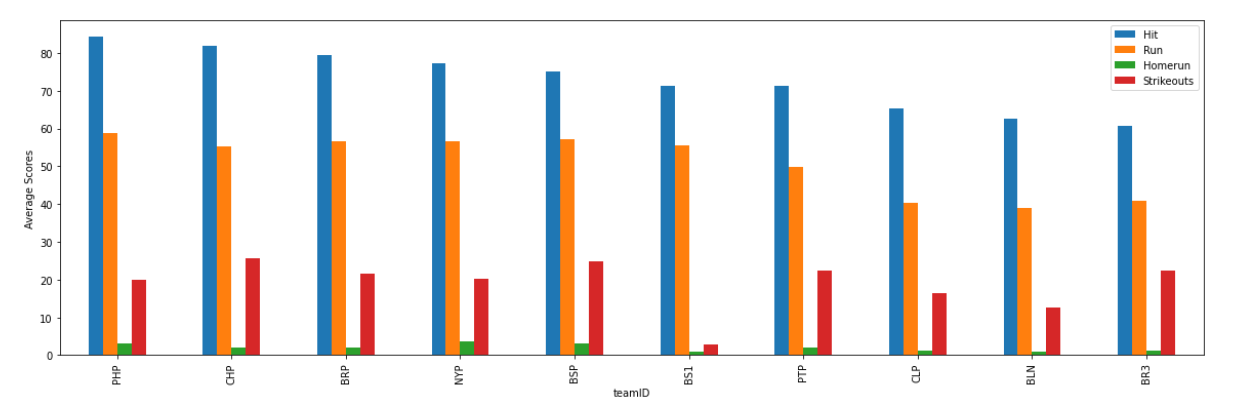 Hit
Run
Homerun
Strikeouts
80
70
60
50
40
30
20
10
0
Average Scores
PHP
CHP
BRP
NYP
BSP
BS1
PTP
CLP
BLN
BR3
teamID